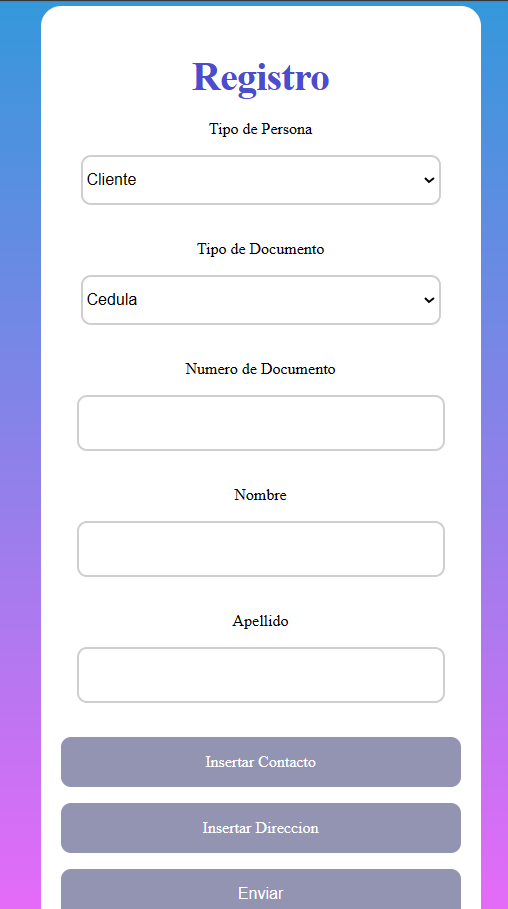 Registro
Tipo de Persona
Cliente
Tipo de Documento
Cedula
Numero de Documento
Nombre
Apellido
Insertar Contacto
Insertar Direccion
Enviar